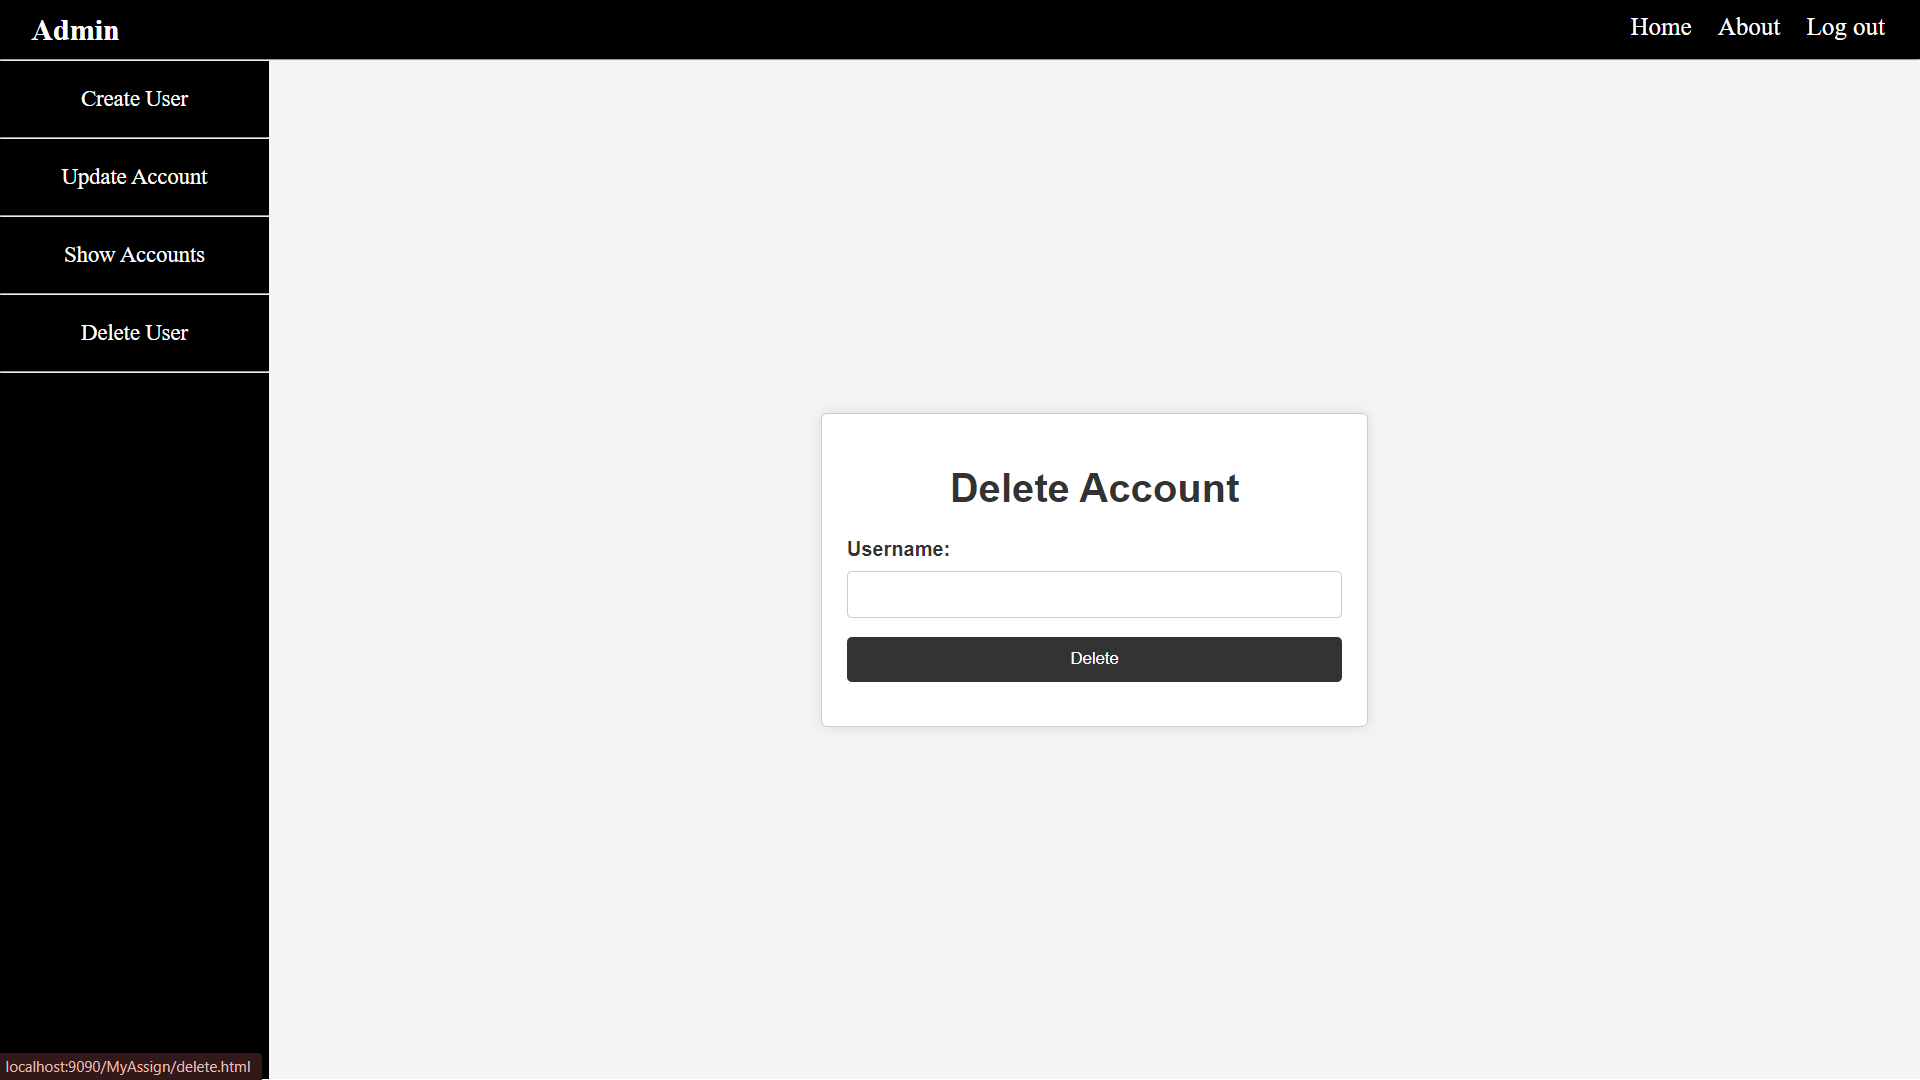 Admin
Home About Log out
Create User
Update Account
Show Accounts
Delete User
Delete Account
Username:
Delete
localhost:9090/MyAssign/delete.html